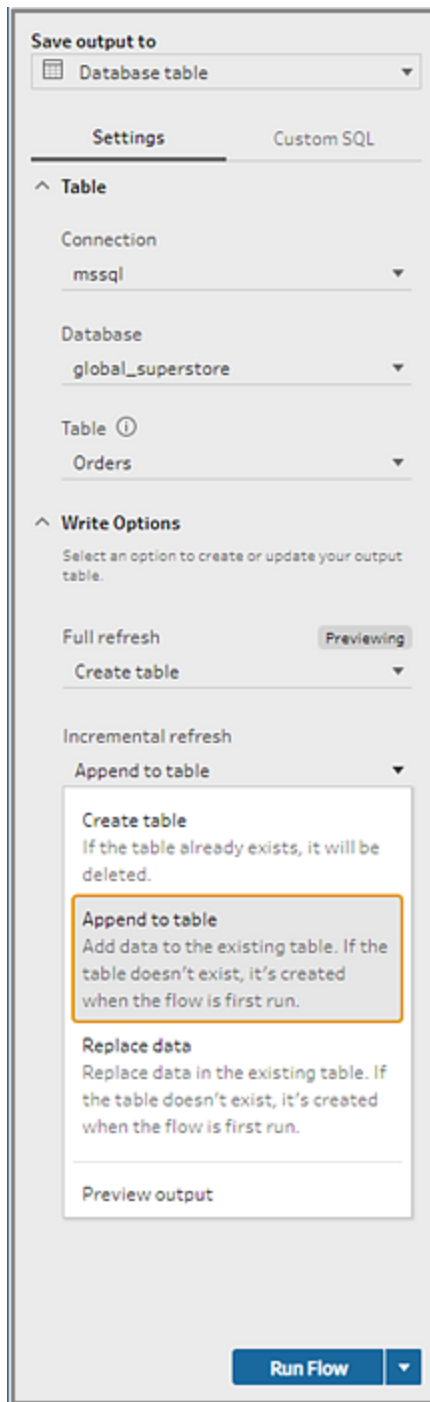 Save output to
Database table
Settings
Custom SQL
Table
Connection
mssql
Database
global_superstore
Table
Orders
Write Options
Select an option to create or update your output
table.
Full refresh
Previewing
Create table
Incremental refresh
Append to table
Create table
If the table already exists, it will be
deleted.
Append to table
Add data to the existing table. If the
table doesn't exist, it's created
when the flow is first run.
Replace data
Replace data in the existing table. If
the table doesn't exist, it's created
when the flow is first run.
Preview output
Run Flow